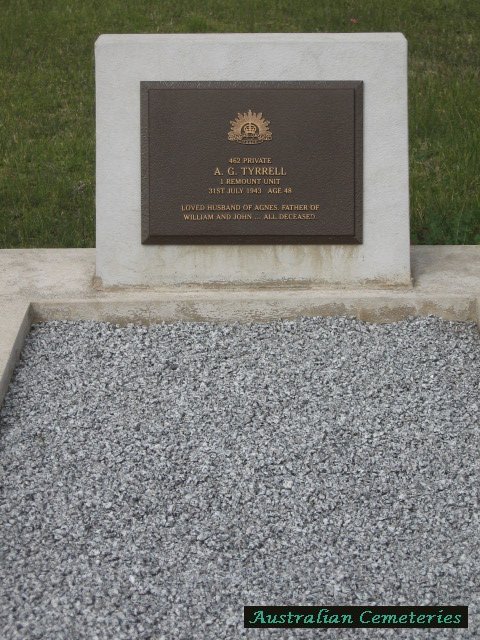 462 PRIVATE
A. G. TYRRELL
1 REMOUNT UNIT
31ST JULY 1943 AGE 48
LOVED HUSBAND OF AGNES, FATHER OF
WILLIAM AND JOHN ... ALL DECEASED
Australian Cemeteries